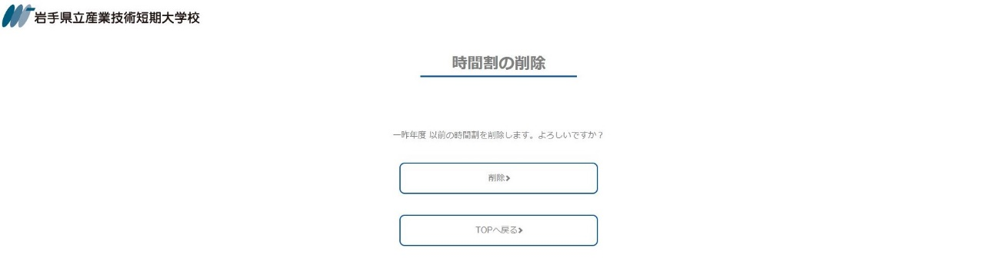 岩手県立産業技術短期大学校
時間割の削除
一昨年度 以前の時間割を削除します。よろしいですか？
削除
TOPへ戻る